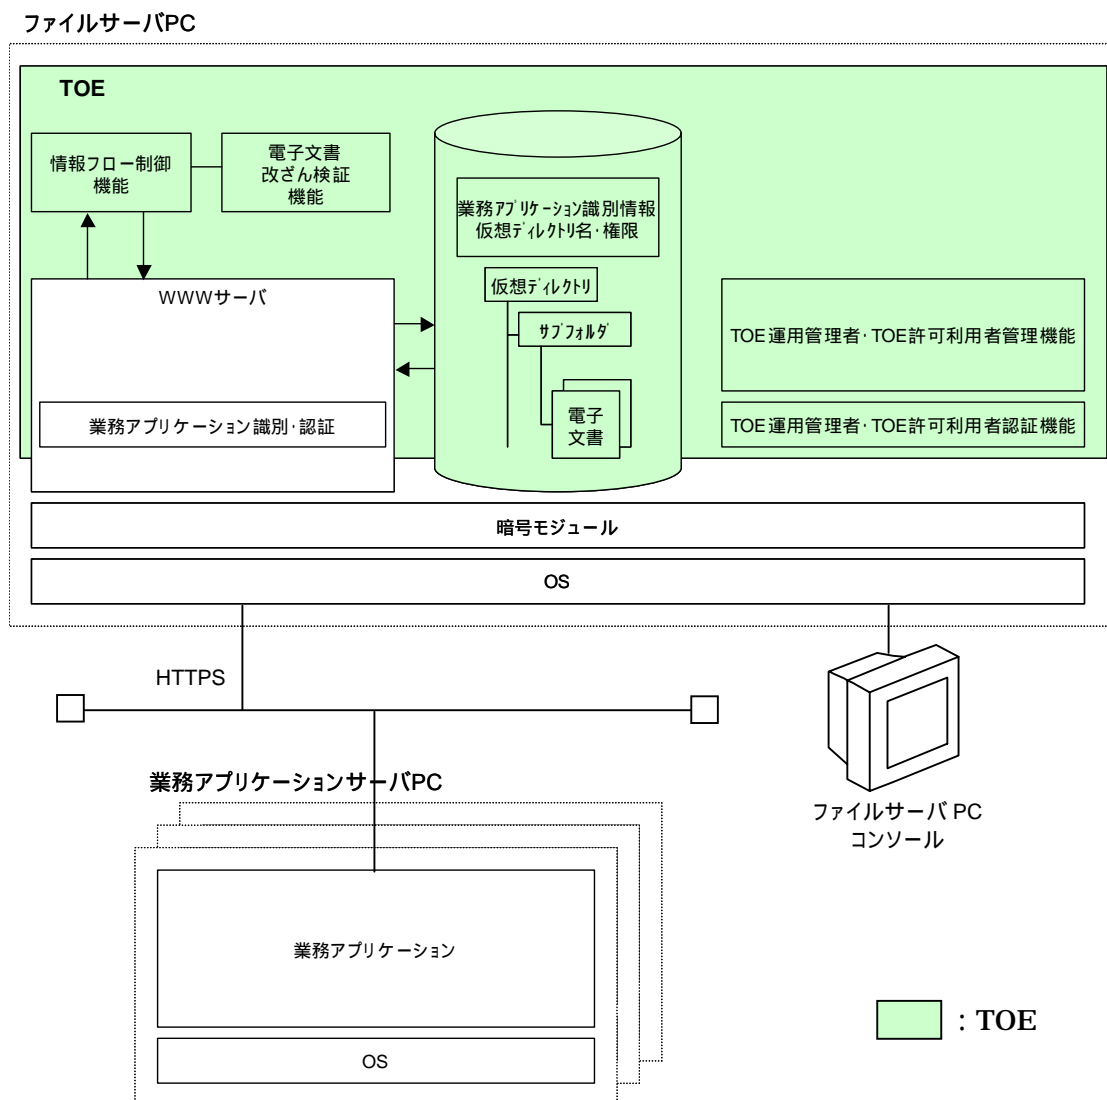 ファイルサーバPC
TOE
情報フロー制御
機能
電子文書
改ざん検証
機能
業務ｱﾌﾟﾘｹｰｼｮﾝ識別情報
仮想ﾃﾞｨﾚｸﾄﾘ名･権限
仮想ﾃﾞｨﾚｸﾄﾘ
ｻﾌﾞﾌｫﾙﾀﾞ
電子
文書
WWWサーバ
業務アプリケーション識別･認証
TOE運用管理者･TOE許可利用者管理機能
TOE運用管理者･TOE許可利用者認証機能
暗号モジュール
OS
HTTPS
ファイルサーバ PC
コンソール
業務アプリケーションサーバPC
業務アプリケーション
OS
：TOE